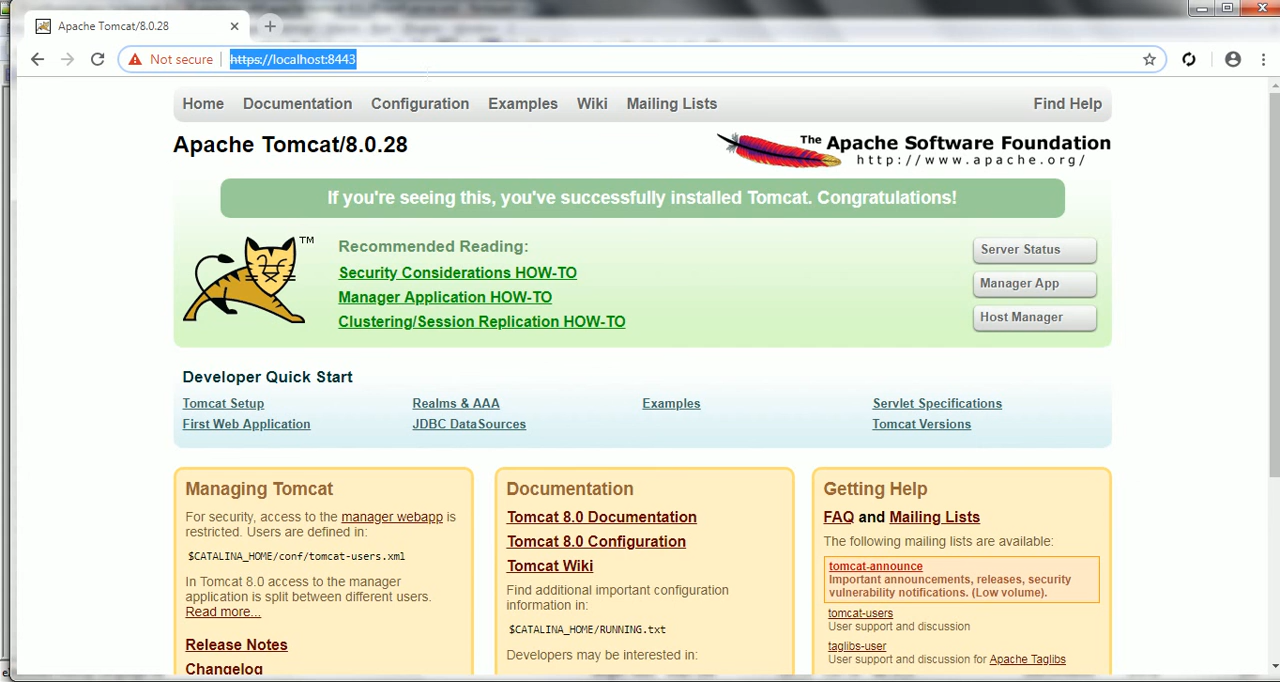 Apache Tomcat/8.0.28
Not secure https://localhost:8443
Home Documentation Configuration Examples Wiki Mailing Lists Find Help
Apache Tomcat/8.0.28
The Apache Software Foundation
http://www.apache.org/
If you're seeing this, you've successfully installed Tomcat. Congratulations!
TM
Recommended Reading:
Security Considerations HOW-TO
Manager Application HOW-TO
Clustering/Session Replication HOW-TO
Server Status
Manager App
Host Manager
Developer Quick Start
Tomcat Setup Realms & AAA Examples Servlet Specifications
First Web Application JDBC DataSources Tomcat Versions
Managing Tomcat
For security, access to the manager webapp is
restricted. Users are defined in:
$CATALINA_HOME/conf/tomcat-users.xml
In Tomcat 8.0 access to the manager
application is split between different users.
Read more...
Release Notes
Changelog
Documentation
Tomcat 8.0 Documentation
Tomcat 8.0 Configuration
Tomcat Wiki
Find additional important configuration
information in:
$CATALINA_HOME/RUNNING.txt
Developers may be interested in:
Getting Help
FAQ and Mailing Lists
The following mailing lists are available:
tomcat-announce
Important announcements, releases, security
vulnerability notifications. (Low volume).
tomcat-users
User support and discussion
taglibs-user
User support and discussion for Apache Taglibs